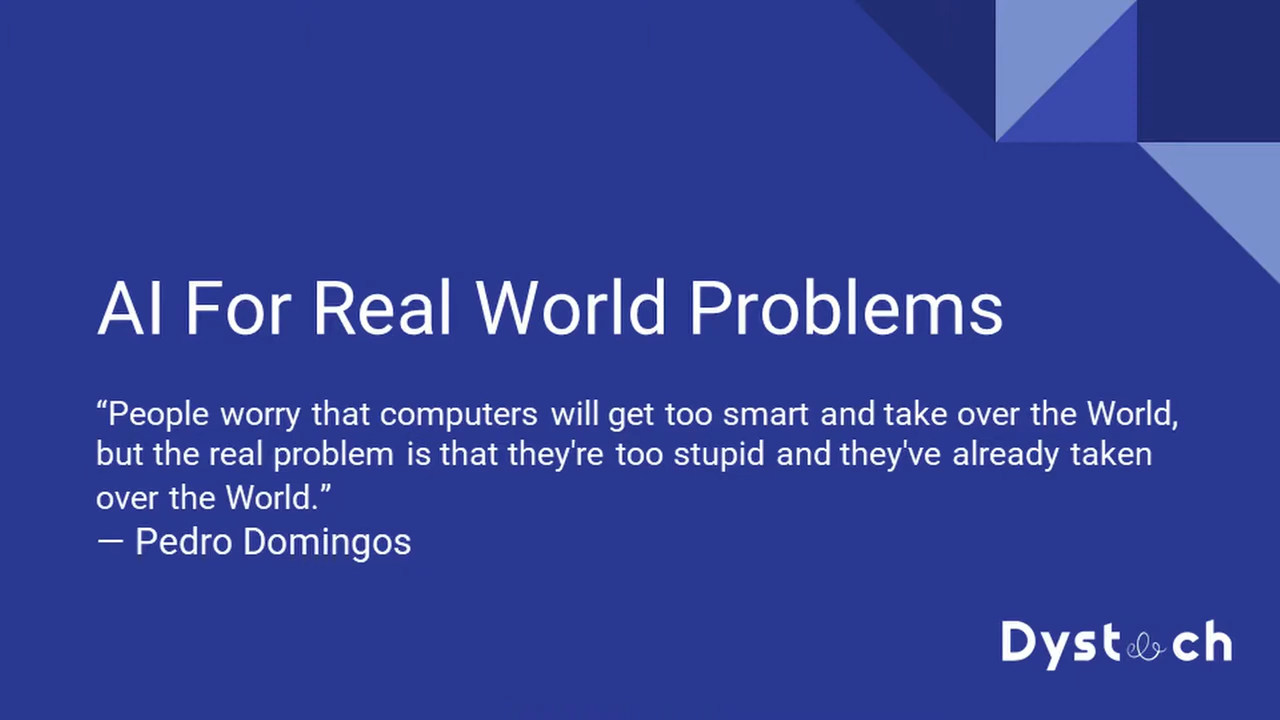 AI For Real World Problems
“People worry that computers will get too smart and take over the World,
but the real problem is that they're too stupid and they've already taken
over the World.”
— Pedro Domingos
Dystech